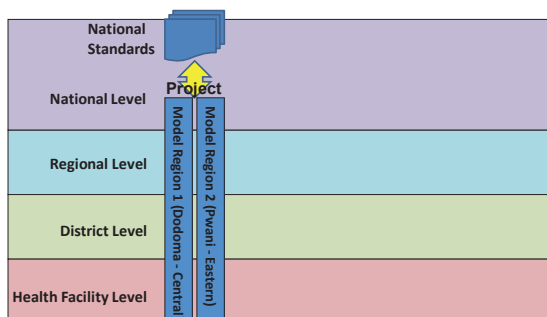 National
Standards
Project
National Level
Regional Level
District Level
Health Facility Level
Model Region 1 (Dodoma - Central
Model Region 2 (Pwani - Eastern)